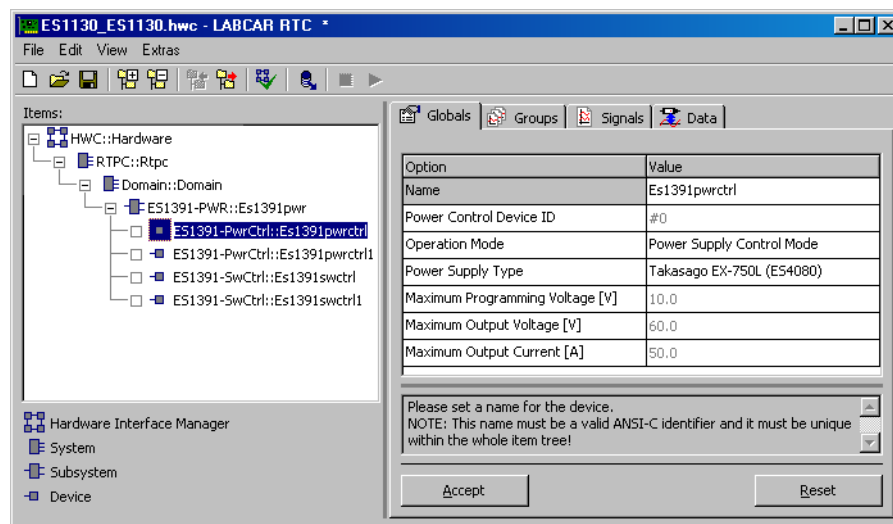 ES1130_ES1130.hwc - LABCAR RTC *
File Edit View Extras
Items:
HWC::Hardware
RTPC::Rtpc
Domain::Domain
ES1391-PWR::Es1391pwr
ES1391-PwrCtrl::Es1391pwrctrl
ES1391-PwrCtrl::Es1391pwrctrl1
ES1391-SwCtrl::Es1391swctrl
ES1391-SwCtrl::Es1391swctrl1
Hardware Interface Manager
System
Subsystem
Device
Globals Groups Signals Data
Option Value
Name Es1391pwrctrl
Power Control Device ID #0
Operation Mode Power Supply Control Mode
Power Supply Type Takasago EX-750L (ES4080)
Maximum Programming Voltage [V] 10.0
Maximum Output Voltage [V] 60.0
Maximum Output Current [A] 50.0
Please set a name for the device.
NOTE: This name must be a valid ANSI-C identifier and it must be unique
within the whole item tree!
Accept Reset